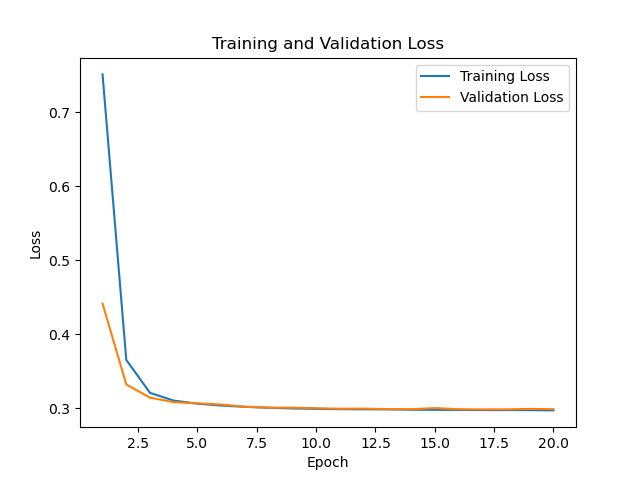 Training and Validation Loss
Training Loss
Validation Loss
0.7
0.6
0.5
0.4
0.3
Loss
2.5 5.0 7.5 10.0 12.5 15.0 17.5 20.0
Epoch